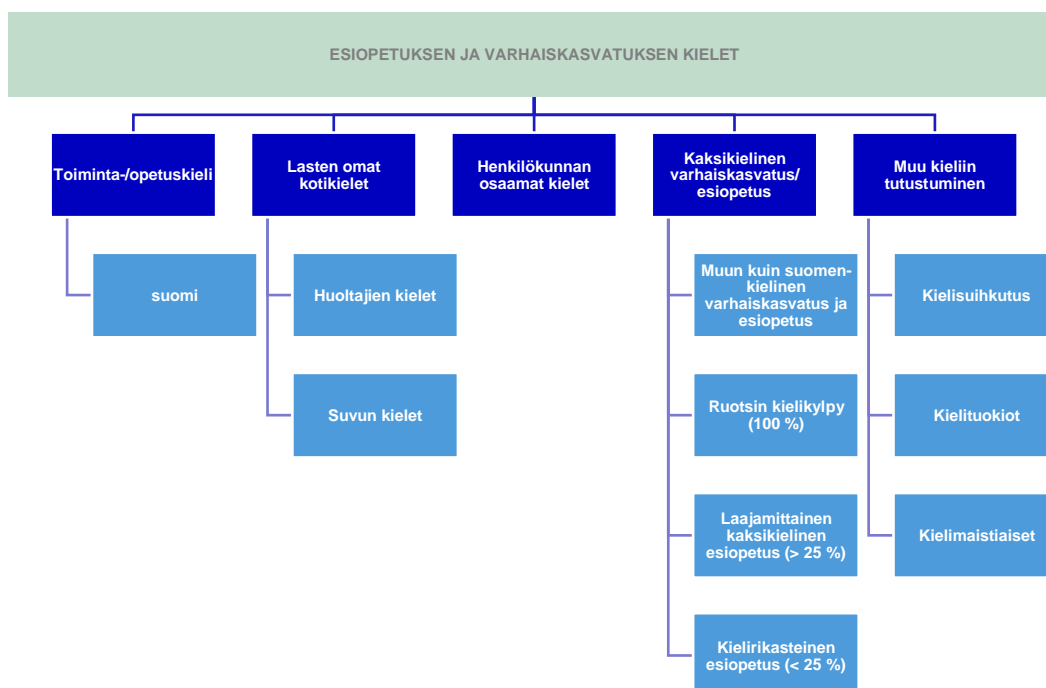 ESIOPETUKSEN JA VARHAISKASVATUKSEN KIELET
Toiminta-/opetuskieli
suomi
Lasten omat
kotikielet
Huoltajien kielet
Suvun kielet
Henkilökunnan
osaamat kielet
Kaksikielinen
varhaiskasvatus/
esiopetus
Muun kuin suomen-
kielinen
varhaiskasvatus ja
esiopetus
Ruotsin kielikylpy
(100 %)
Laajamittainen
kaksikielinen
esiopetus (> 25 %)
Kielirikasteinen
esiopetus (< 25 %)
Muu kieliin
tutustuminen
Kielisuihkutus
Kielituokiot
Kielimaistiaiset